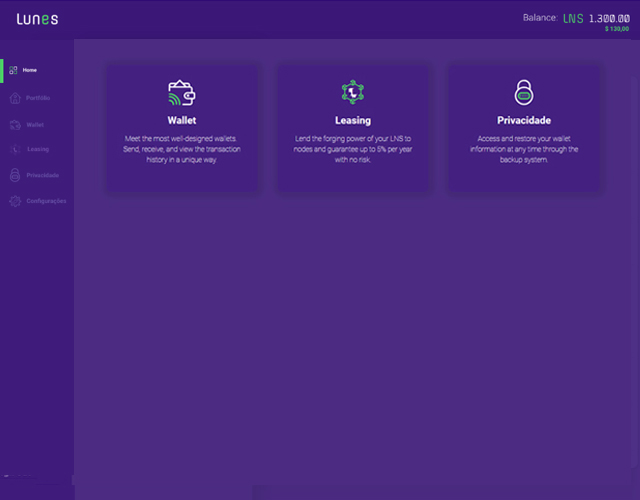 Lunes
Balance: LNS 1.300.00
$ 130,00
Home
Portfólio
Wallet
Leasing
Privacidade
Configurações
Wallet
Meet the most well-designed wallets.
Send, receive, and view the transaction
history in a unique way.
Leasing
Lend the forging power of your LNS to
nodes and guarantee up to 5% per year
with no risk.
Privacidade
Access and restore your wallet
information at any time through the
backup system.